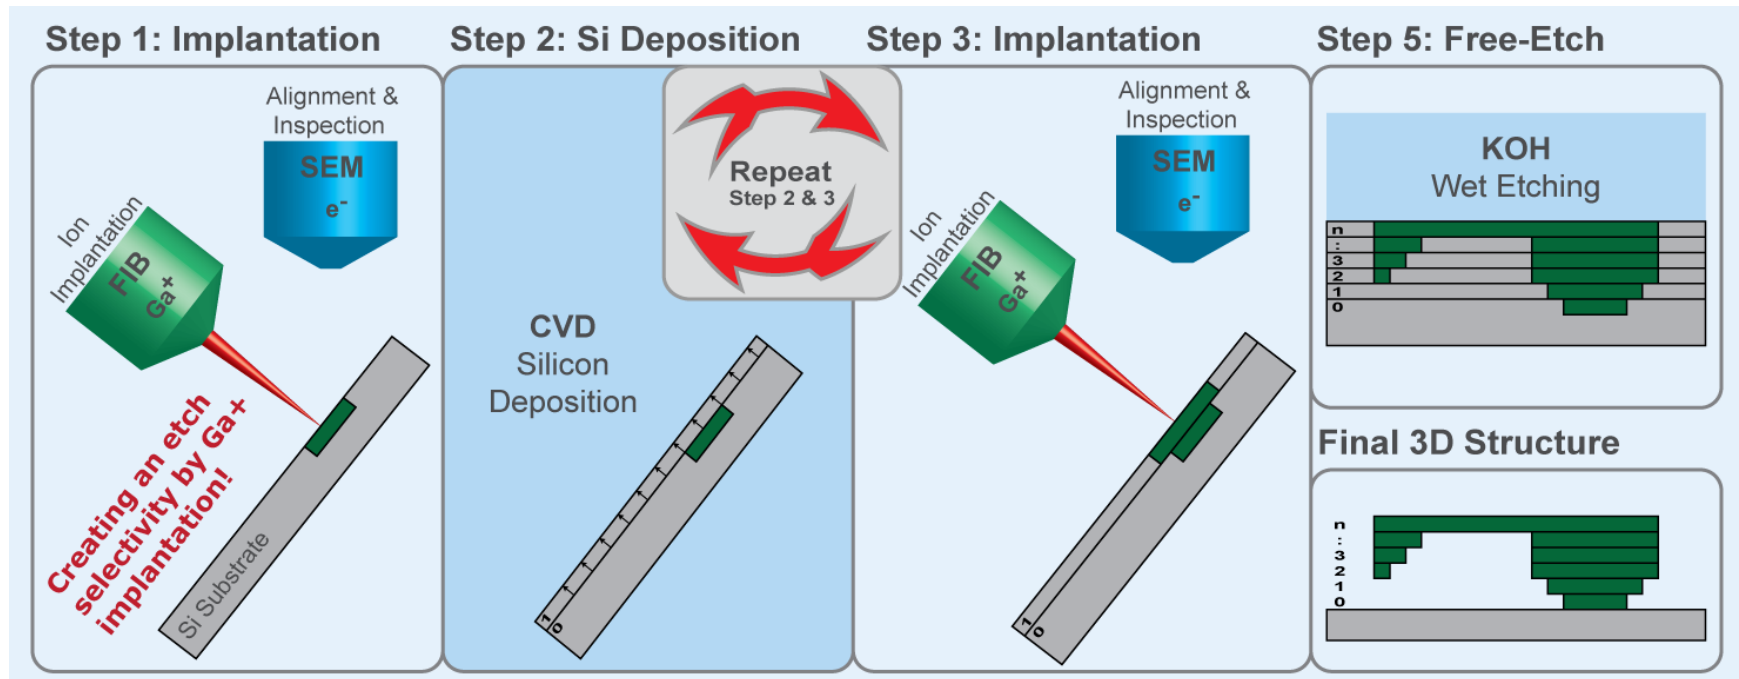 Step 1: Implantation
Alignment &
Inspection
SEM
e-
Ion
Implantation
FIB
Ga+
Creating an etch
selectivity by Ga+
implantation!
Si Substrate
Step 2: Si Deposition
Repeat
Step 2 & 3
CVD
Silicon
Deposition
1
0
Step 3: Implantation
Alignment &
Inspection
SEM
e-
Ion
Implantation
FIB
Ga+
1
0
Step 5: Free-Etch
KOH
Wet Etching
n
:
3
2
1
0
Final 3D Structure
n
:
3
2
1
0